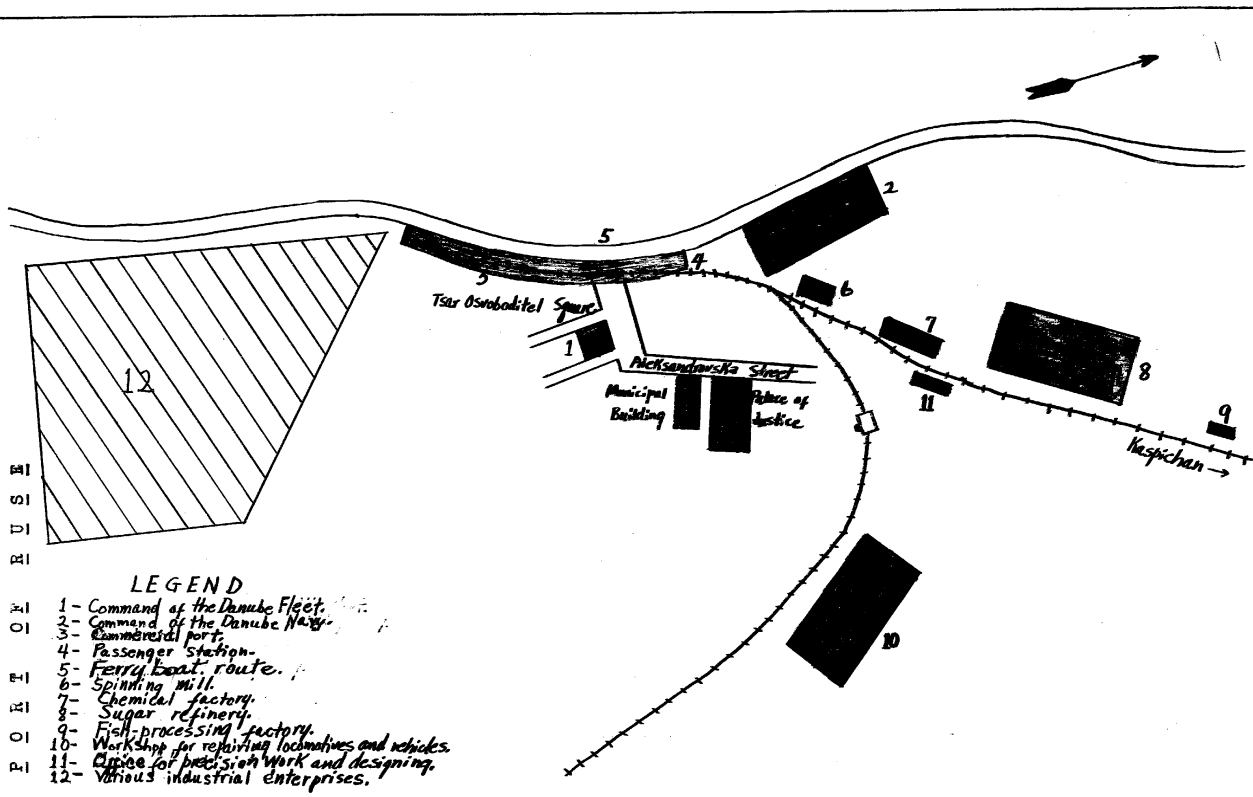 2
5
4
3
6
Tsar Osvoboditel Square
7
1
Aleksandrovska Street
8
12
Municipal
Building
Palace of
Justice
11
9
Kaspichan →
10
PORT OF RUSE
LEGEND
1- Command of the Danube Fleet.
2- Command of the Danube Navy.
3- Commercial port.
4- Passenger station.
5- Ferry boat route.
6- Spinning mill.
7- Chemical factory.
8- Sugar refinery.
9- Fish-processing factory.
10- Workshop for repairing locomotives and vehicles.
11- Office for precision work and designing.
12- Various industrial enterprises.